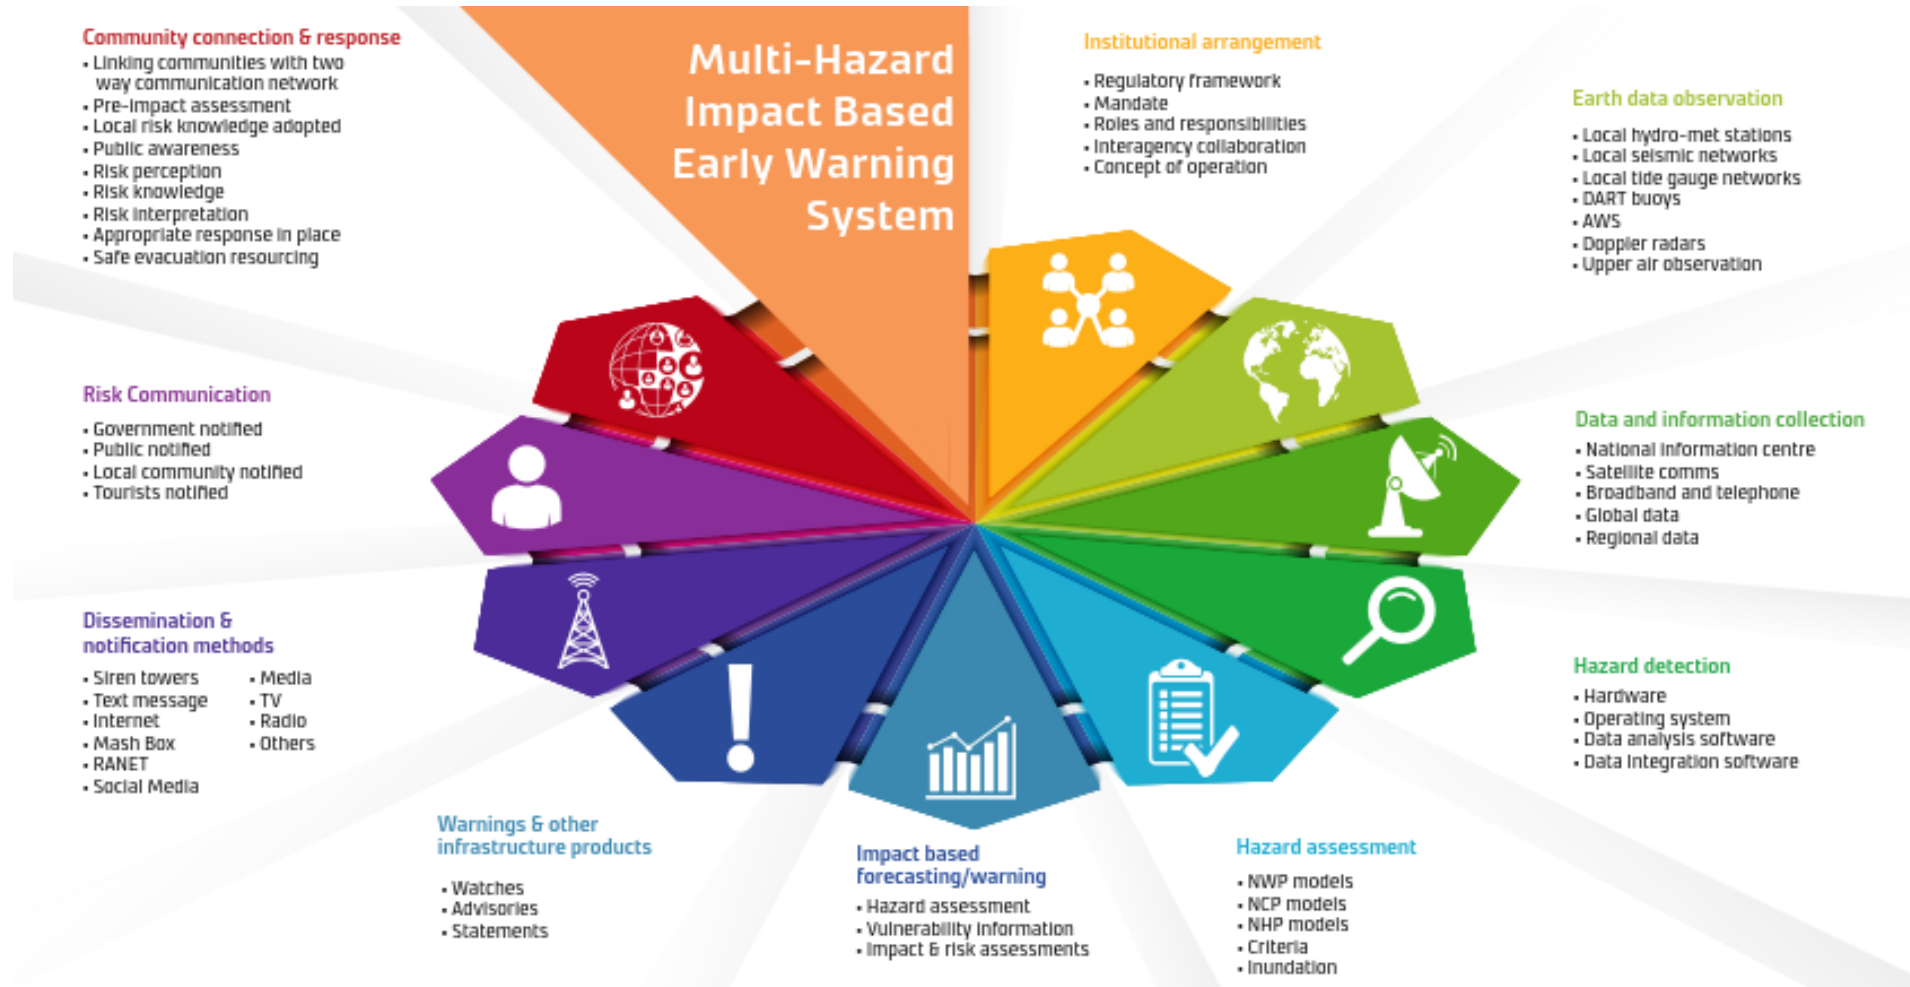 Multi-Hazard
Impact Based
Early Warning
System
Institutional arrangement
• Regulatory framework
• Mandate
• Roles and responsibilities
• Interagency collaboration
• Concept of operation
Earth data observation
• Local hydro-met stations
• Local seismic networks
• Local tide gauge networks
• DART buoys
• AWS
• Doppler radars
• Upper air observation
Data and information collection
• National information centre
• Satellite comms
• Broadband and telephone
• Global data
• Regional data
Hazard detection
• Hardware
• Operating system
• Data analysis software
• Data Integration software
Hazard assessment
• NWP models
• NCP models
• NHP models
• Criteria
• Inundation
Impact based
forecasting/warning
• Hazard assessment
• Vulnerability information
• Impact & risk assessments
Warnings & other
infrastructure products
• Watches
• Advisories
• Statements
Dissemination &
notification methods
• Siren towers
• Text message
• Internet
• Mash Box
• RANET
• Social Media
• Media
• TV
• Radio
• Others
Risk Communication
• Government notified
• Public notified
• Local community notified
• Tourists notified
Community connection & response
• Linking communities with two
way communication network
• Pre-impact assessment
• Local risk knowledge adopted
• Public awareness
• Risk perception
• Risk knowledge
• Risk interpretation
• Appropriate response in place
• Safe evacuation resourcing